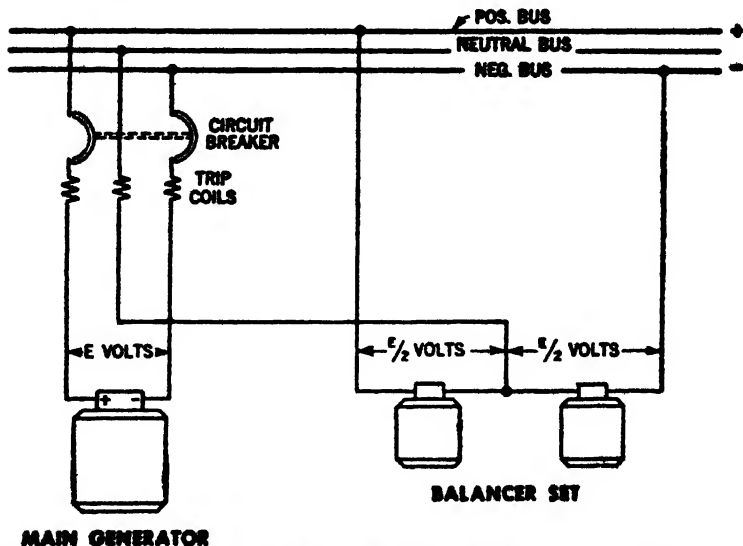 POS. BUS
+
NEUTRAL BUS
NEG. BUS
-
CIRCUIT
BREAKER
TRIP
COILS
E VOLTS
E/2 VOLTS
E/2 VOLTS
+ -
BALANCER SET
MAIN GENERATOR